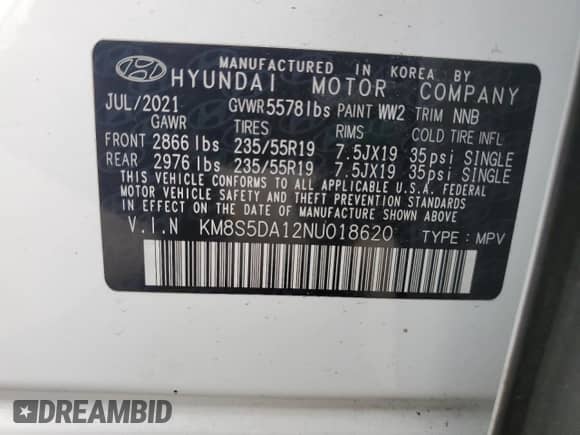 MANUFACTURED IN KOREA BY
HYUNDAI MOTOR COMPANY
JUL/2021 GVWR 5578lbs PAINT WW2 TRIM NNB
GAWR TIRES RIMS COLD TIRE INFL
FRONT 2866 lbs 235/55R19 7.5JX19 35psi SINGLE
REAR 2976 lbs 235/55R19 7.5JX19 35psi SINGLE
THIS VEHICLE CONFORMS TO ALL APPLICABLE U.S.A. FEDERAL
MOTOR VEHICLE SAFETY AND THEFT PREVENTION STANDARDS
IN EFFECT ON THE DATE OF MANUFACTURE SHOWN ABOVE.
V.I.N KM8S5DA12NU018620 TYPE : MPV
DREAMBID